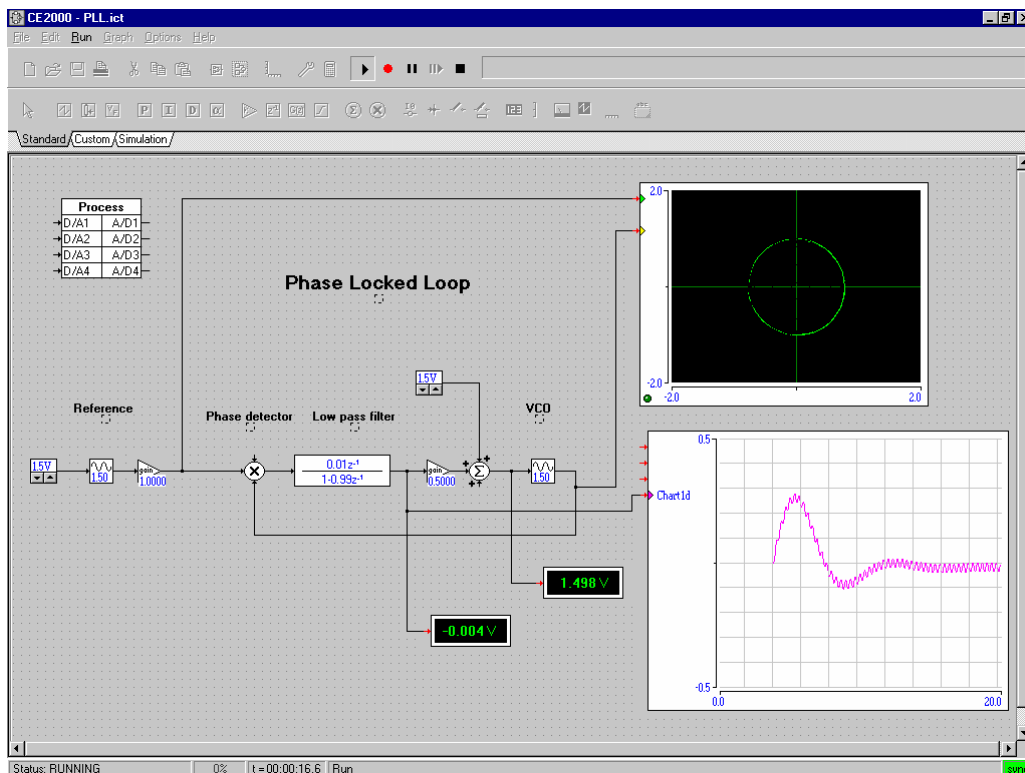 CE2000 - PLL.ict
File Edit Run Graph Options Help
Standard Custom Simulation
Process
D/A1 A/D1
D/A2 A/D2
D/A3 A/D3
D/A4 A/D4
2.0
-2.0
-2.0 2.0
Phase Locked Loop
1.5V
Reference
Phase detector
Low pass filter
VCO
1.5V
1.50
gain
1.0000
0.01z-1
1-0.99z-1
gain
0.5000
Σ
1.50
0.5
Chart1d
-0.5
0.0 20.0
1.498 V
-0.004 V
Status: RUNNING 0% t = 00:00:16.6 Run sync